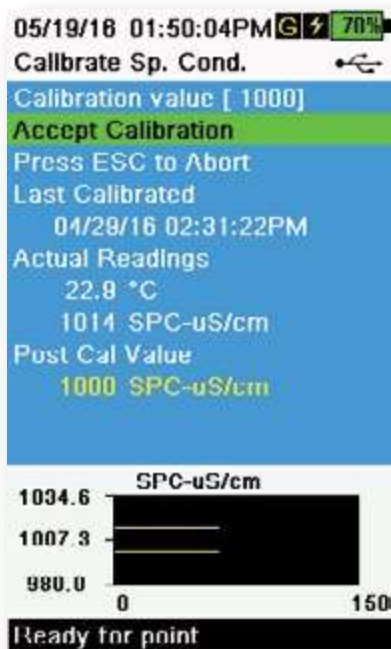 05/19/16 01:50:04PM G 70%
Calibrate Sp. Cond.
Calibration value [ 1000]
Accept Calibration
Press ESC to Abort
Last Calibrated
04/29/16 02:31:22PM
Actual Readings
22.9 °C
1014 SPC-uS/cm
Post Cal Value
1000 SPC-uS/cm
SPC-uS/cm
1034.6
1007.3
980.0
0 150
Ready for point